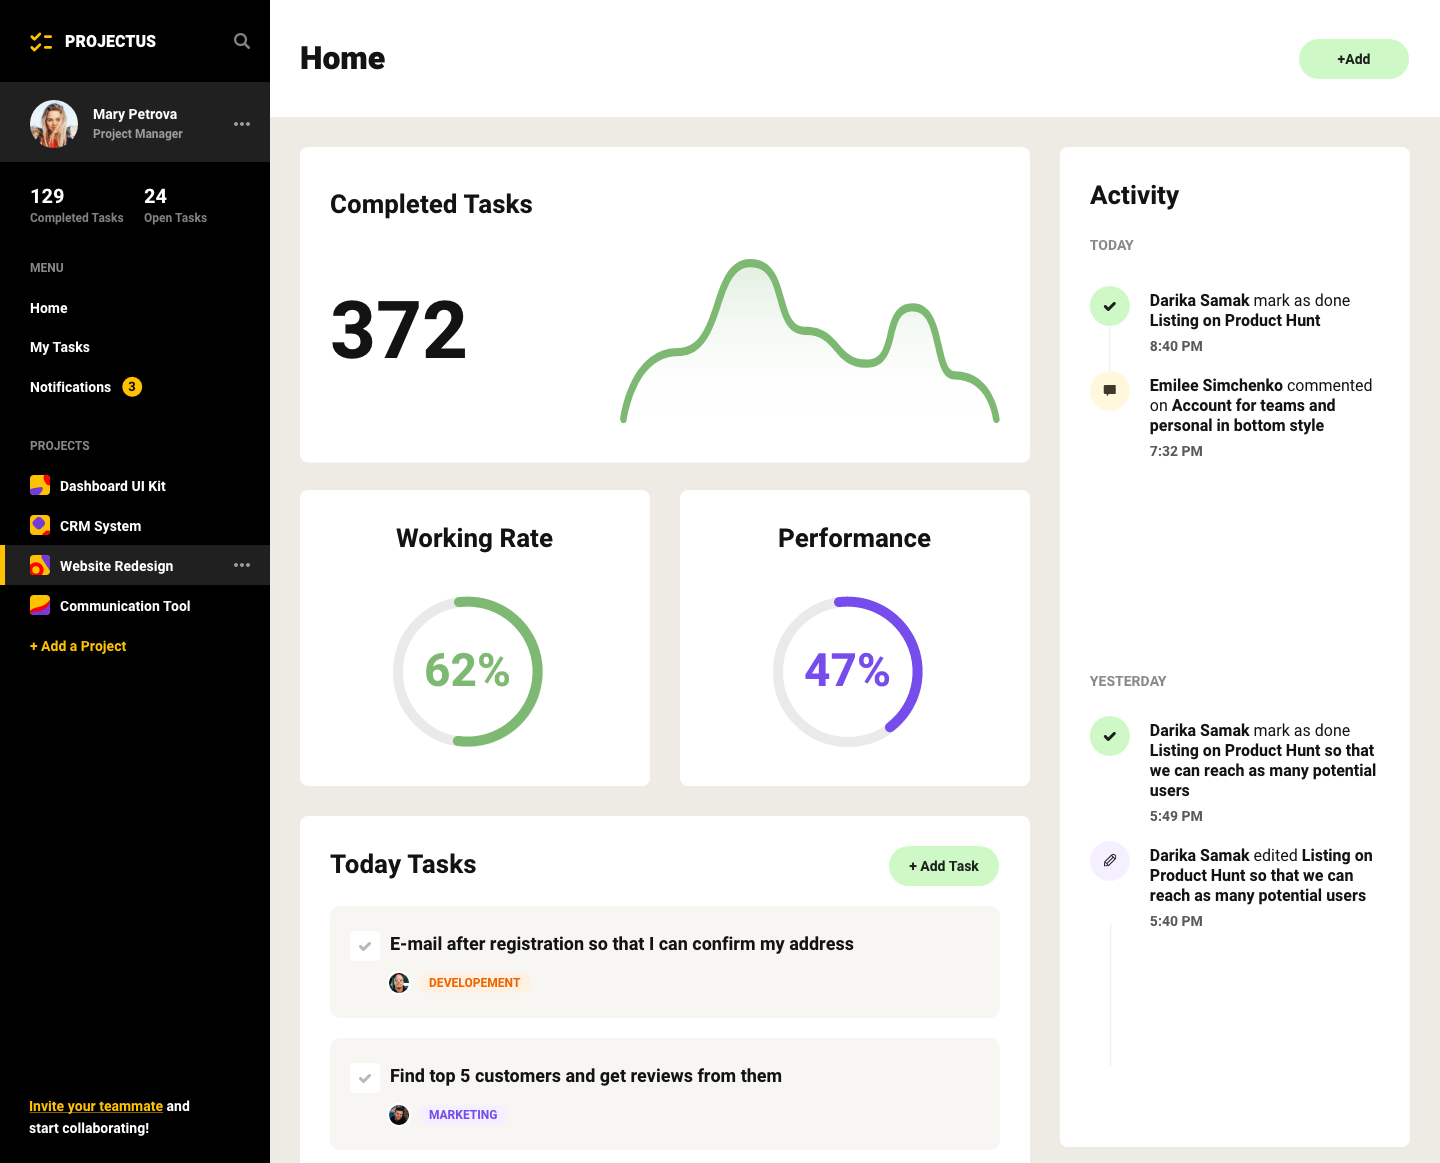 PROJECTUS
Mary Petrova
Project Manager
129
Completed Tasks
24
Open Tasks
MENU
Home
My Tasks
Notifications 3
PROJECTS
Dashboard UI Kit
CRM System
Website Redesign
Communication Tool
+ Add a Project
Invite your teammate and
start collaborating!
Home
+Add
Completed Tasks
372
Working Rate
62%
Performance
47%
Today Tasks
+ Add Task
E-mail after registration so that I can confirm my address
DEVELOPEMENT
Find top 5 customers and get reviews from them
MARKETING
Activity
TODAY
Darika Samak mark as done
Listing on Product Hunt
8:40 PM
Emilee Simchenko commented
on Account for teams and
personal in bottom style
7:32 PM
YESTERDAY
Darika Samak mark as done
Listing on Product Hunt so that
we can reach as many potential
users
5:49 PM
Darika Samak edited Listing on
Product Hunt so that we can
reach as many potential users
5:40 PM